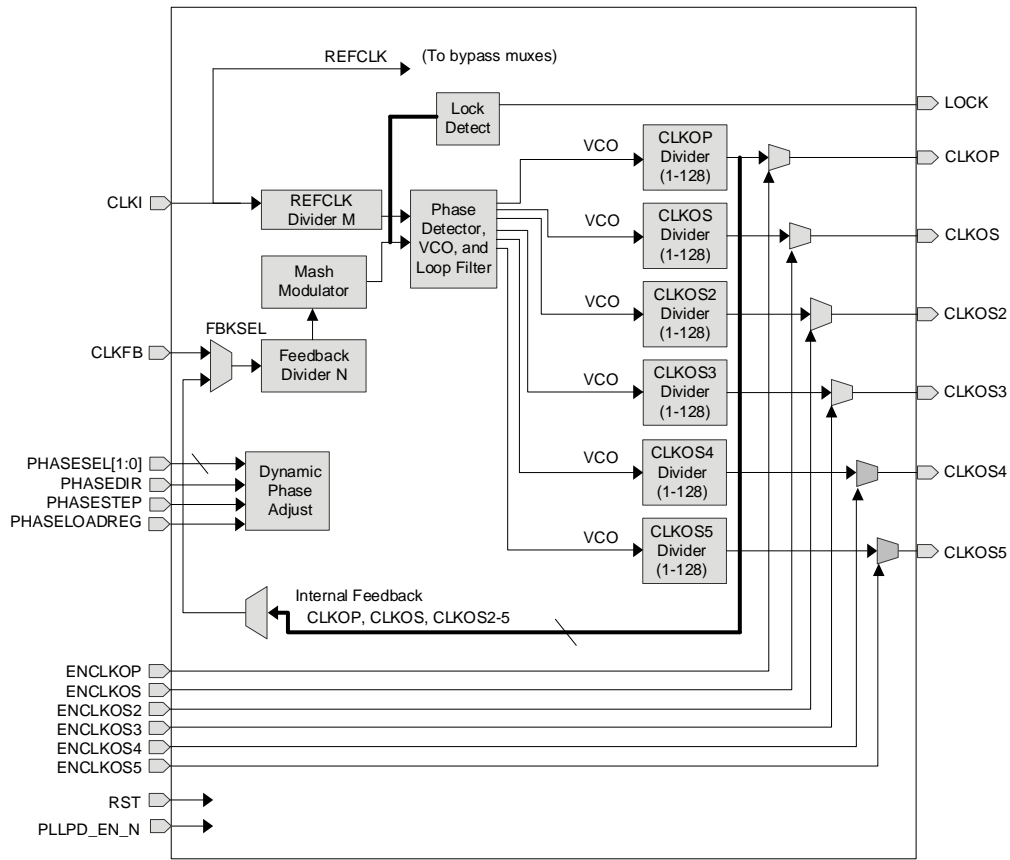 REFCLK
(To bypass muxes)
Lock
Detect
LOCK
VCO
CLKOP
Divider
(1-128)
CLKOP
CLKI
REFCLK
Divider M
Phase
Detector,
VCO, and
Loop Filter
VCO
CLKOS
Divider
(1-128)
CLKOS
Mash
Modulator
VCO
CLKOS2
Divider
(1-128)
CLKOS2
FBKSEL
CLKFB
Feedback
Divider N
VCO
CLKOS3
Divider
(1-128)
CLKOS3
PHASESEL[1:0]
PHASEDIR
PHASESTEP
PHASELOADREG
Dynamic
Phase
Adjust
VCO
CLKOS4
Divider
(1-128)
CLKOS4
VCO
CLKOS5
Divider
(1-128)
CLKOS5
Internal Feedback
CLKOP, CLKOS, CLKOS2-5
ENCLKOP
ENCLKOS
ENCLKOS2
ENCLKOS3
ENCLKOS4
ENCLKOS5
RST
PLLPD_EN_N